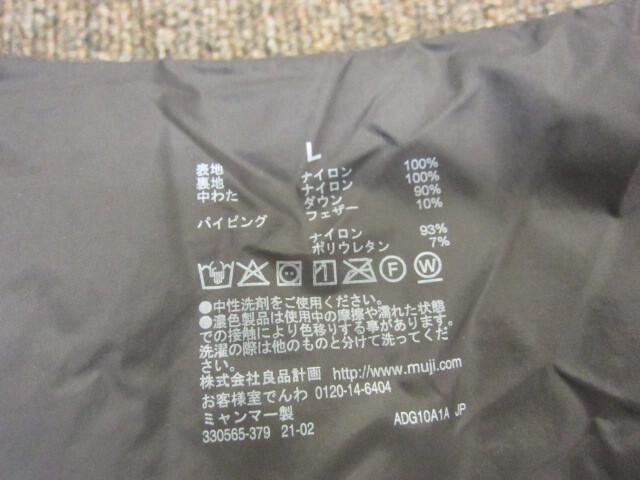 L
表地 ナイロン 100%
裏地 ナイロン 100%
中わた ダウン 90%
フェザー 10%
パイピング
ナイロン 93%
ポリウレタン 7%
F W
●中性洗剤をご使用ください。
●濃色製品は使用中の摩擦や濡れた状態
での接触により色移りする事があります。
洗濯の際は他のものと分けて洗ってくださ
い。
株式会社良品計画 http://www.muji.com
お客様室でんわ 0120-14-6404
ミャンマー製
330565-379 21-02 ADG10A1A JP